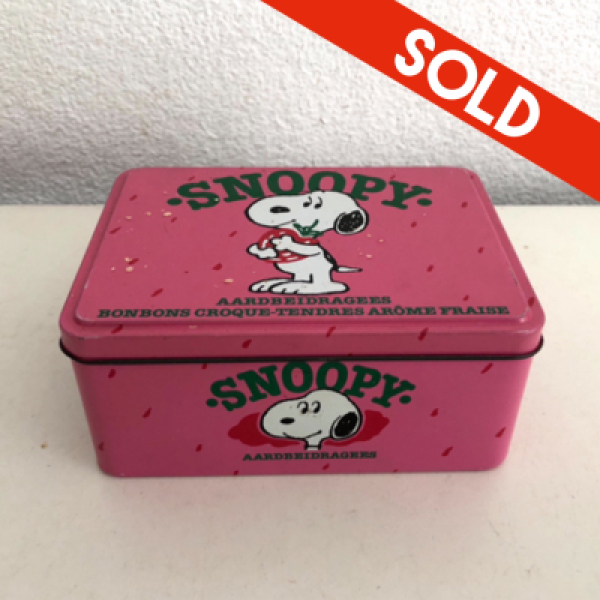 SOLD
·SNOOPY·
AARDBEIDRAGEES
BONBONS CROQUE-TENDRES ARÔME FRAISE
·SNOOPY·
AARDBEIDRAGEES